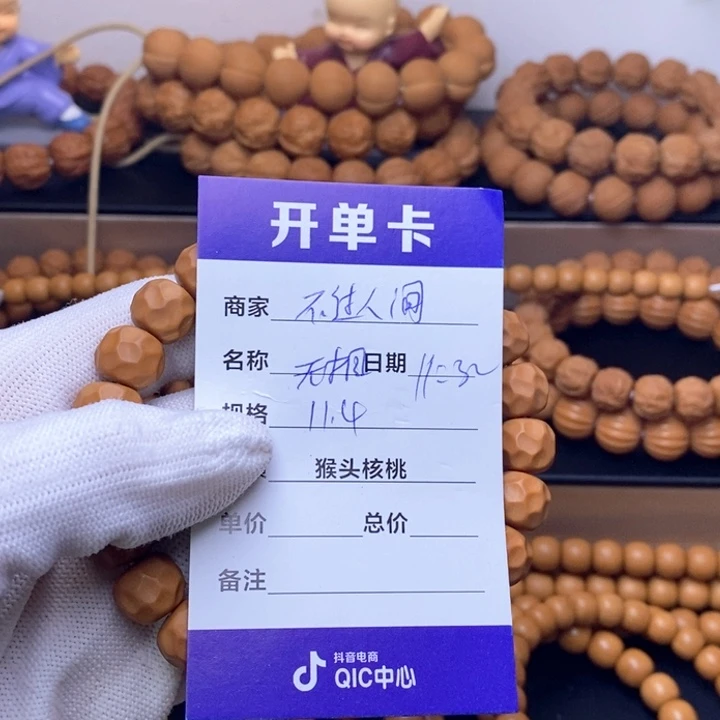 开单卡
商家 不过人间
名称 无相 日期 11:32
规格 11.4
猴头核桃
单价 总价
备注
抖音电商
QIC中心